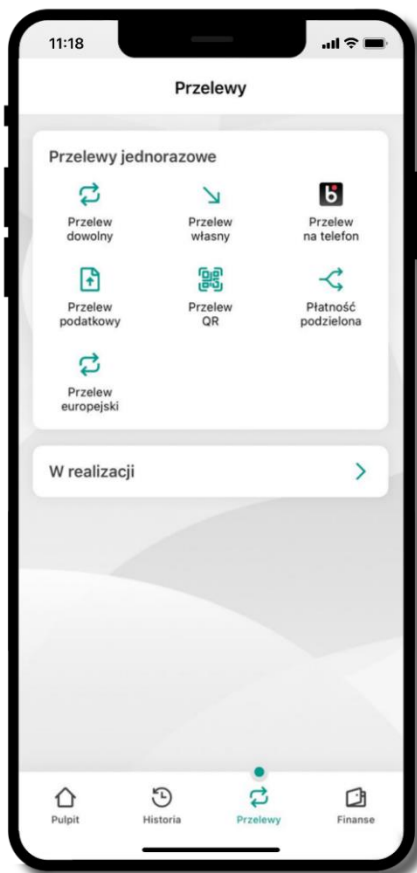 11:18
Przelewy
Przelewy jednorazowe
Przelew
dowolny
Przelew
własny
Przelew
na telefon
Przelew
podatkowy
Przelew
QR
Płatność
podzielona
Przelew
europejski
W realizacji
Pulpit
Historia
Przelewy
Finanse